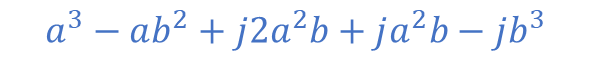 a³ − ab² + j2a²b + ja²b − jb³